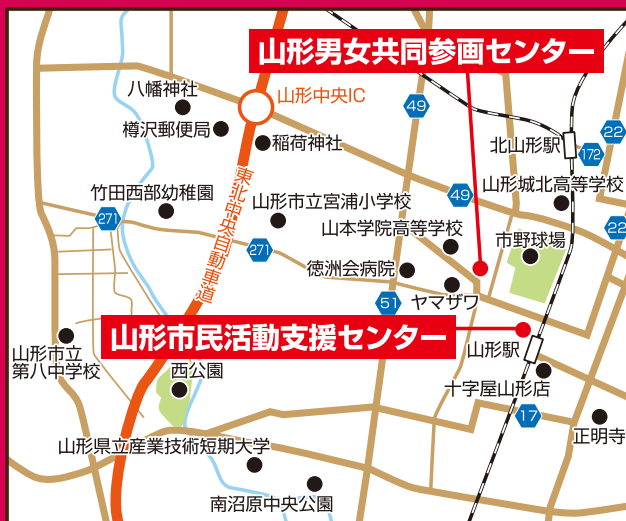 山形男女共同参画センター
八幡神社
山形中央IC
49
樽沢郵便局
稲荷神社
22
北山形駅
172
竹田西部幼稚園
山形市立宮浦小学校
49
山形城北高等学校
271
東北中央自動車道
271
山本学院高等学校
22
市野球場
徳洲会病院
ヤマザワ
51
山形市民活動支援センター
山形市立
第八中学校
西公園
山形駅
十字屋山形店
17
正明寺
山形県立産業技術短期大学
南沼原中央公園